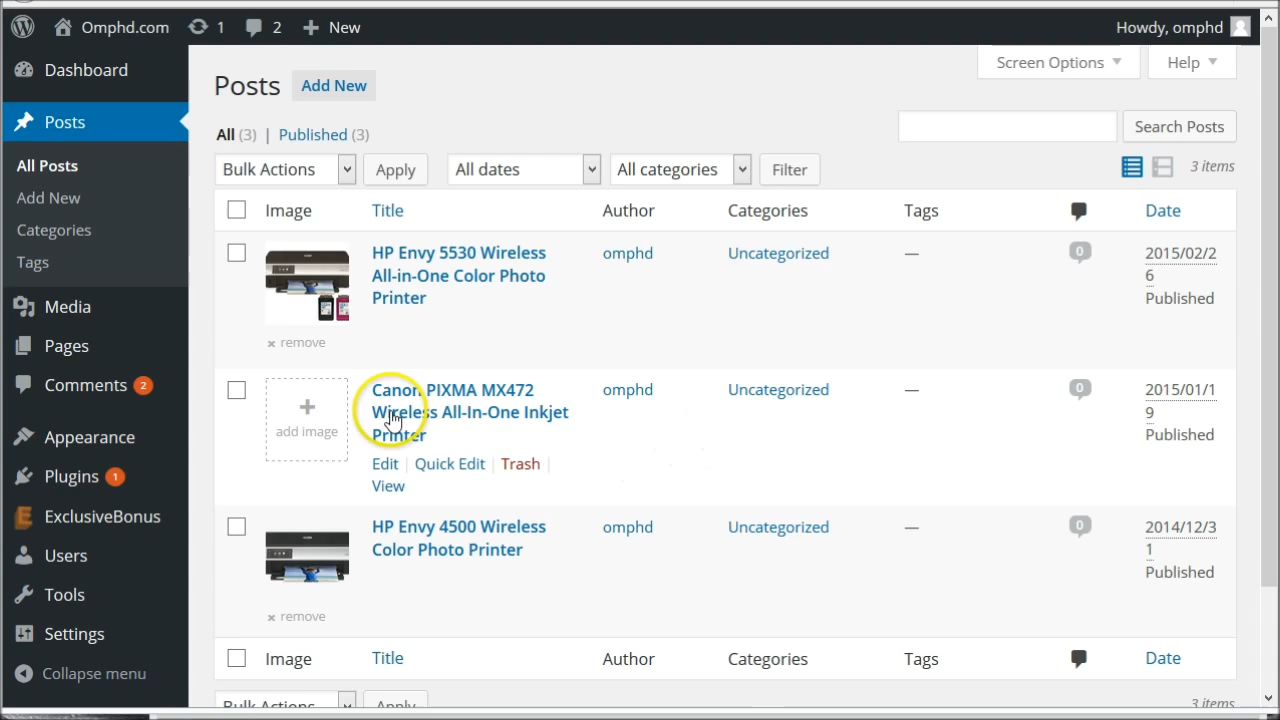 Omphd.com 1 2 New Howdy, omphd
Dashboard
Posts
All Posts
Add New
Categories
Tags
Media
Pages
Comments 2
Appearance
Plugins 1
ExclusiveBonus
Users
Tools
Settings
Collapse menu
Screen Options Help
Posts Add New
All (3) | Published (3)
Search Posts
Bulk Actions Apply All dates All categories Filter 3 items
Image Title Author Categories Tags Date
HP Envy 5530 Wireless
All-in-One Color Photo
Printer
omphd Uncategorized — 0
2015/02/2
6
Published
× remove
+
add image
Canon PIXMA MX472
Wireless All-In-One Inkjet
Printer
Edit | Quick Edit | Trash |
View
omphd Uncategorized — 0
2015/01/1
9
Published
HP Envy 4500 Wireless
Color Photo Printer
omphd Uncategorized — 0
2014/12/3
1
Published
× remove
Image Title Author Categories Tags Date
Bulk Actions Apply 3 items